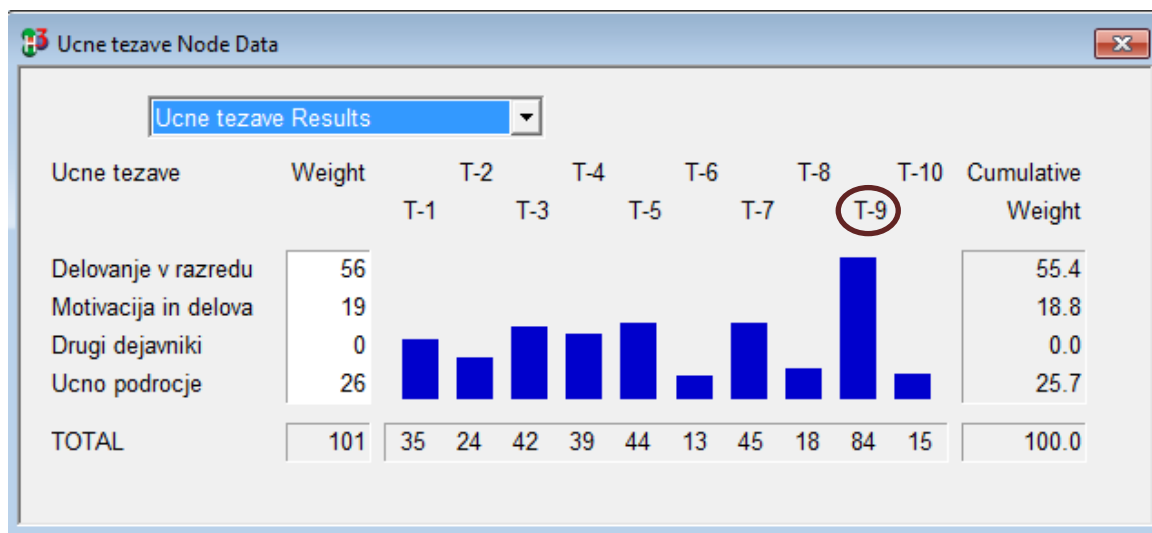 Ucne tezave Node Data
Ucne tezave Results
Ucne tezave Weight T-2 T-4 T-6 T-8 T-10 Cumulative
T-1 T-3 T-5 T-7 T-9 Weight
Delovanje v razredu 56 55.4
Motivacija in delova 19 18.8
Drugi dejavniki 0 0.0
Ucno podrocje 26 25.7
TOTAL 101 35 24 42 39 44 13 45 18 84 15 100.0